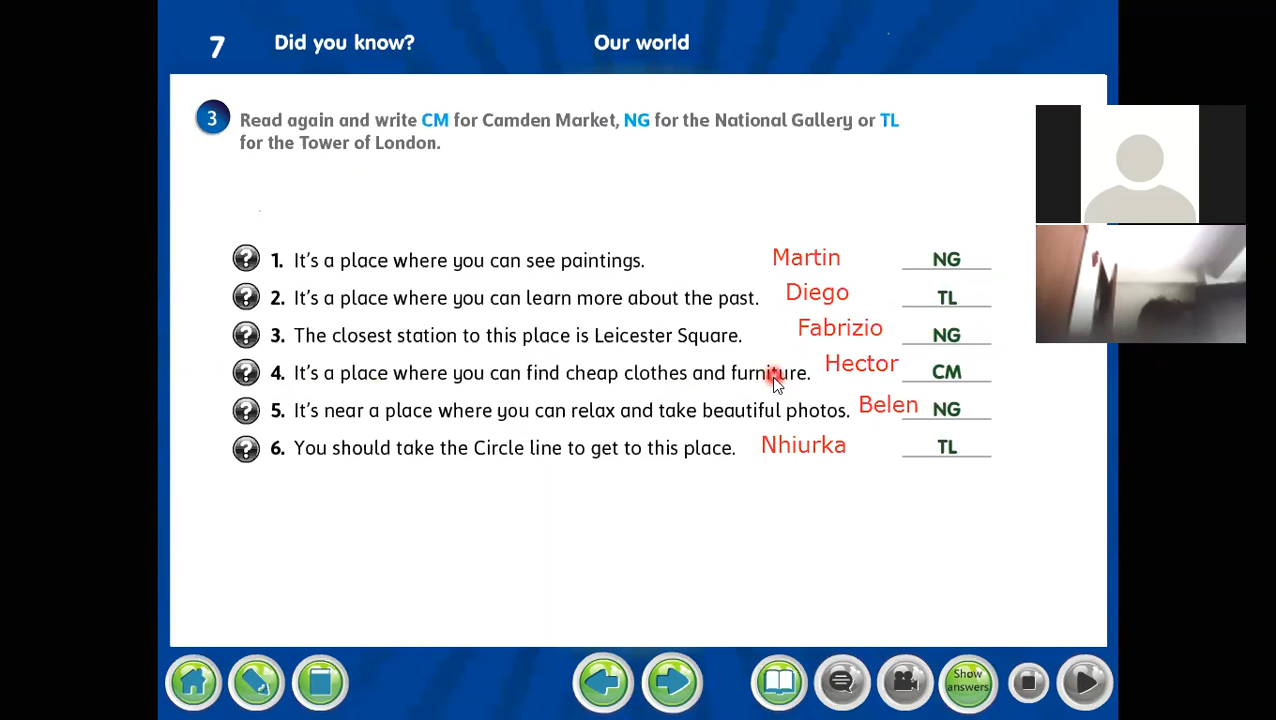 7 Did you know? Our world
3 Read again and write CM for Camden Market, NG for the National Gallery or TL
for the Tower of London.
? 1. It's a place where you can see paintings. Martin NG
? 2. It's a place where you can learn more about the past. Diego TL
? 3. The closest station to this place is Leicester Square. Fabrizio NG
? 4. It's a place where you can find cheap clothes and furniture. Hector CM
? 5. It's near a place where you can relax and take beautiful photos. Belen NG
? 6. You should take the Circle line to get to this place. Nhiurka TL
Show
answers